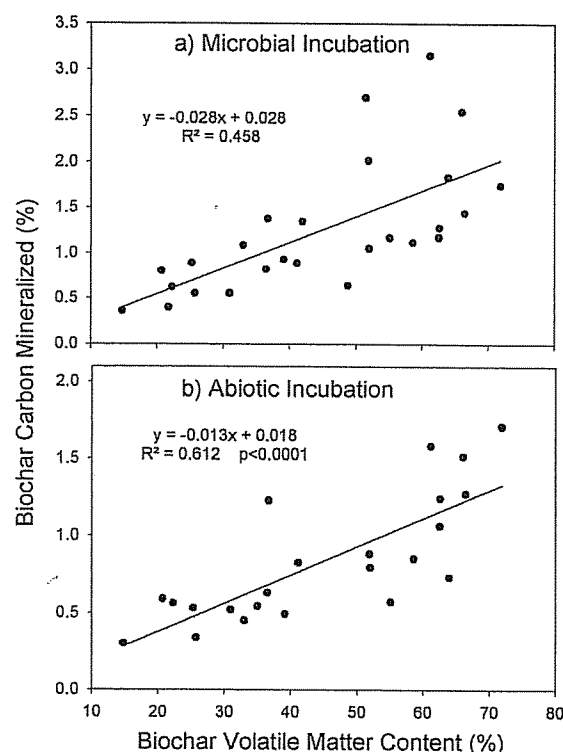 a) Microbial Incubation
y = -0.028x + 0.028
R² = 0.458
3.5
3.0
2.5
2.0
1.5
1.0
0.5
0.0
Biochar Carbon Mineralized (%)
b) Abiotic Incubation
y = -0.013x + 0.018
R² = 0.612 p<0.0001
2.0
1.5
1.0
0.5
0.0
10 20 30 40 50 60 70 80
Biochar Volatile Matter Content (%)